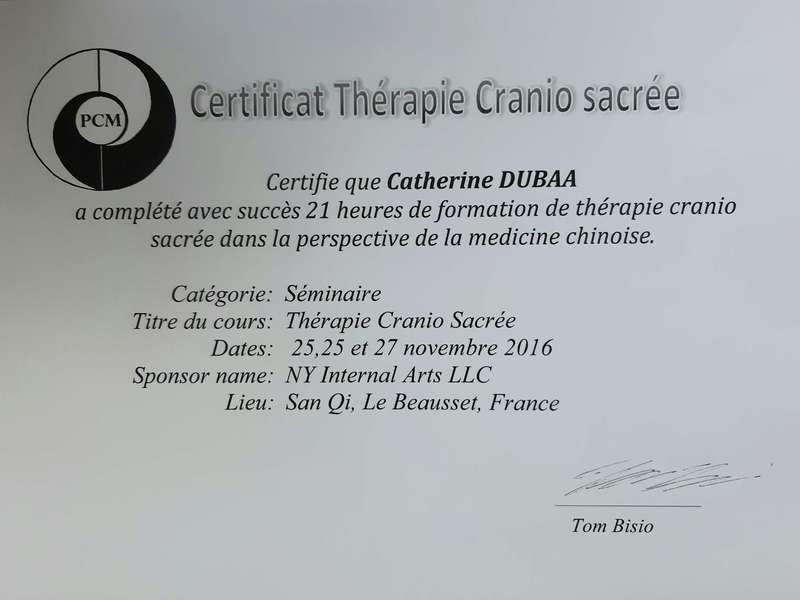 PCM
Certificat Thérapie Cranio sacrée
Certifie que Catherine DUBAA
a complété avec succès 21 heures de formation de thérapie cranio
sacrée dans la perspective de la medicine chinoise.
Catégorie: Séminaire
Titre du cours: Thérapie Cranio Sacrée
Dates: 25,25 et 27 novembre 2016
Sponsor name: NY Internal Arts LLC
Lieu: San Qi, Le Beausset, France
Tom Bisio